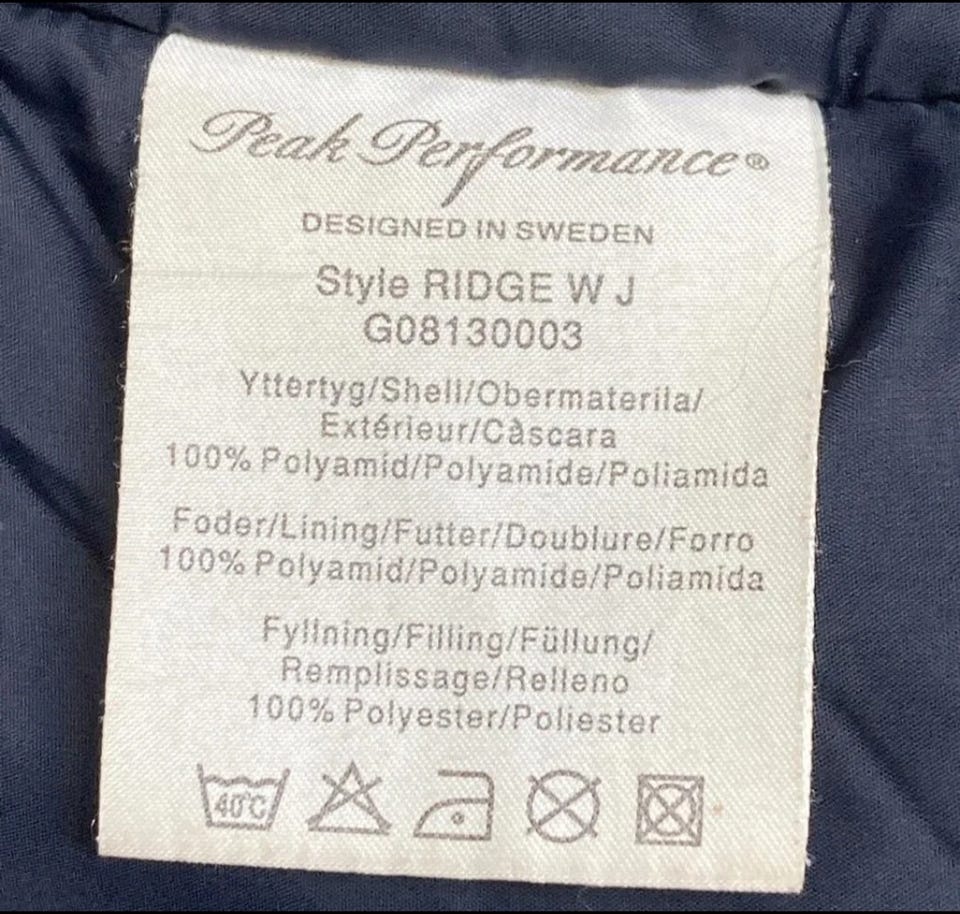 Peak Performance®
DESIGNED IN SWEDEN
Style RIDGE W J
G08130003
Yttertyg/Shell/Obermaterila/
Extérieur/Càscara
100% Polyamid/Polyamide/Poliamida
Foder/Lining/Futter/Doublure/Forro
100% Polyamid/Polyamide/Poliamida
Fyllning/Filling/Füllung/
Remplissage/Relleno
100% Polyester/Poliester
40°C